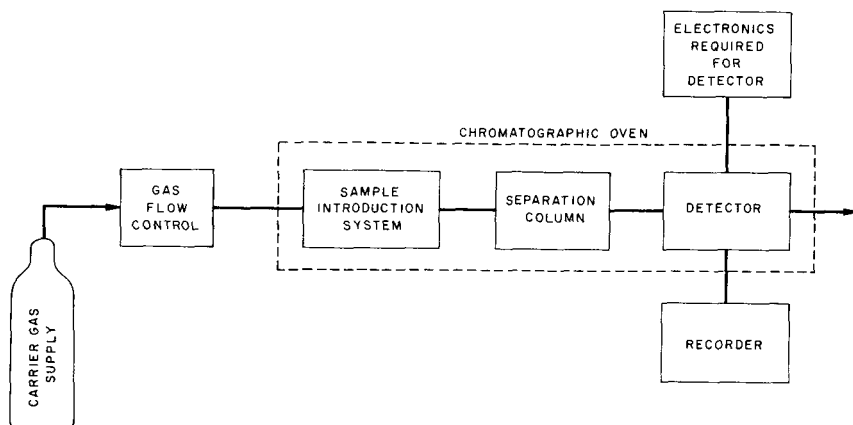 ELECTRONICS
REQUIRED
FOR
DETECTOR
CHROMATOGRAPHIC OVEN
GAS
FLOW
CONTROL
SAMPLE
INTRODUCTION
SYSTEM
SEPARATION
COLUMN
DETECTOR
CARRIER GAS
SUPPLY
RECORDER